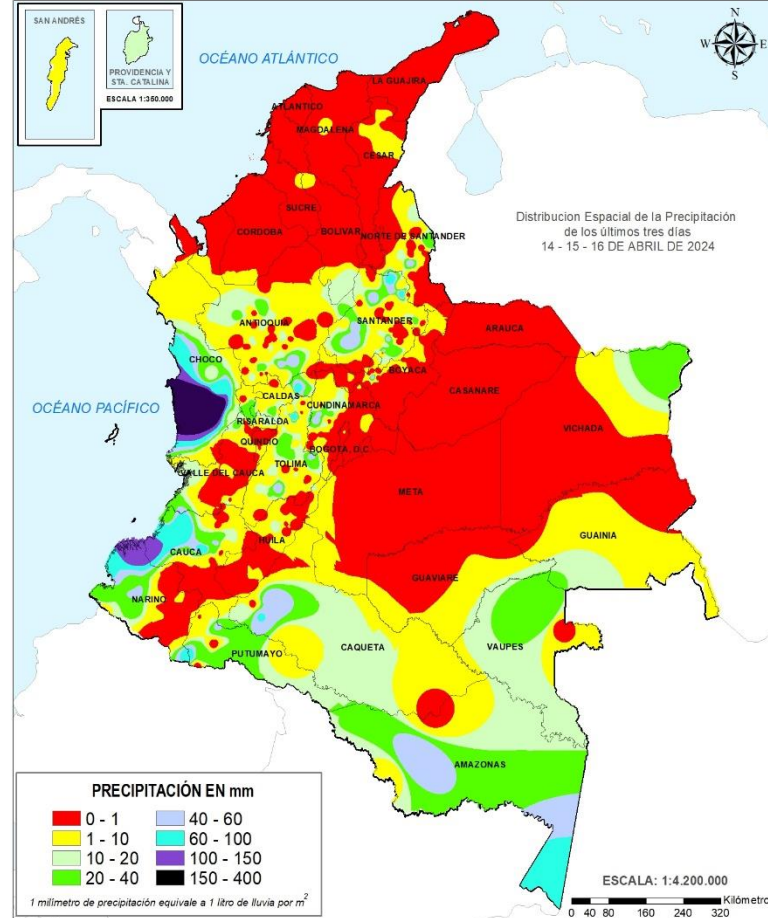 SAN ANDRÉS
PROVIDENCIA Y
STA. CATALINA
ESCALA 1:350.000
OCÉANO ATLÁNTICO
N
W
E
S
LA GUAJIRA
ATLANTICO
MAGDALENA
CESAR
SUCRE
CORDOBA
BOLIVAR
NORTE DE SANTANDER
Distribucion Espacial de la Precipitación
de los últimos tres días
14 - 15 - 16 DE ABRIL DE 2024
ANTIOQUIA
SANTANDER
ARAUCA
CHOCO
BOYACA
CASANARE
OCÉANO PACÍFICO
CALDAS
CUNDINAMARCA
RISARALDA
VICHADA
QUINDIO
BOGOTA, D.C
TOLIMA
VALLE DEL CAUCA
META
GUAINIA
HUILA
CAUCA
GUAVIARE
NARIÑO
CAQUETA
VAUPES
PUTUMAYO
AMAZONAS
PRECIPITACIÓN EN mm
0 - 1
40 - 60
1 - 10
60 - 100
10 - 20
100 - 150
20 - 40
150 - 400
1 milímetro de precipitación equivale a 1 litro de lluvia por m²
ESCALA: 1:4.200.000
Kilómetro
40 80 160 240 320